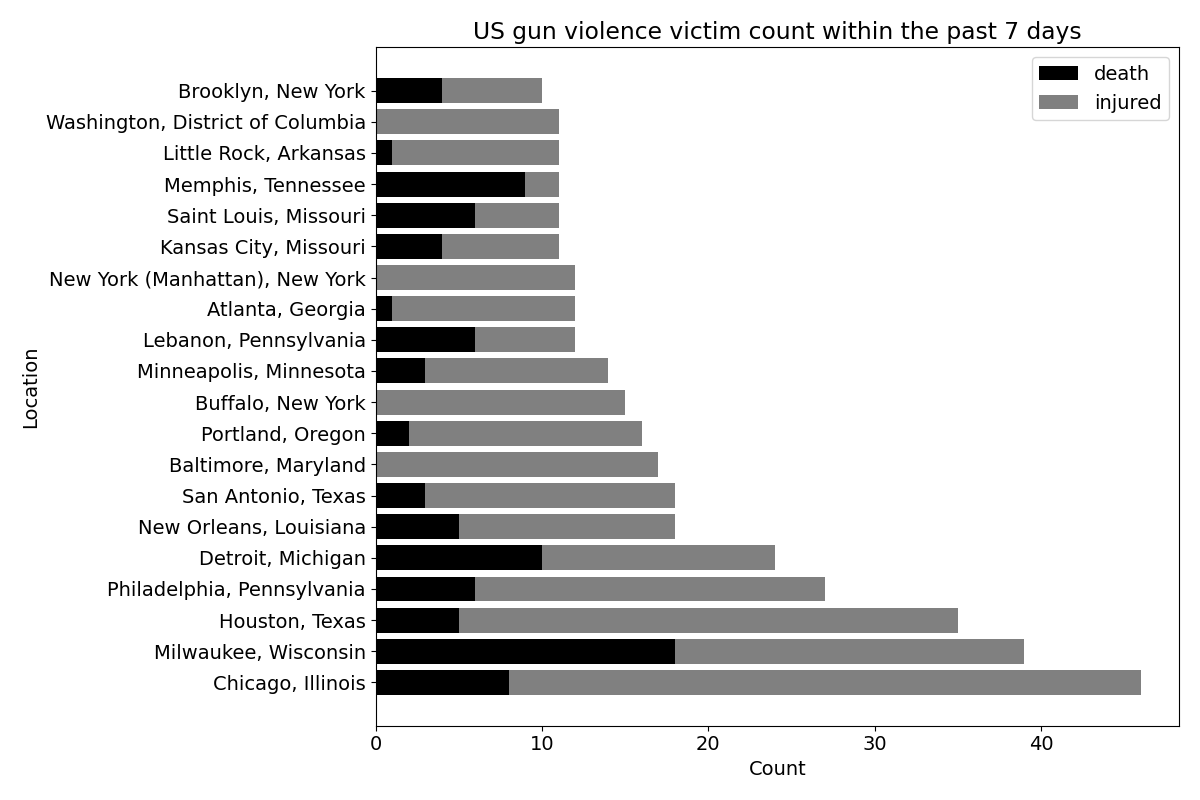 US gun violence victim count within the past 7 days
death
injured
Brooklyn, New York
Washington, District of Columbia
Little Rock, Arkansas
Memphis, Tennessee
Saint Louis, Missouri
Kansas City, Missouri
New York (Manhattan), New York
Atlanta, Georgia
Lebanon, Pennsylvania
Minneapolis, Minnesota
Buffalo, New York
Portland, Oregon
Baltimore, Maryland
San Antonio, Texas
New Orleans, Louisiana
Detroit, Michigan
Philadelphia, Pennsylvania
Houston, Texas
Milwaukee, Wisconsin
Chicago, Illinois
Location
0 10 20 30 40
Count